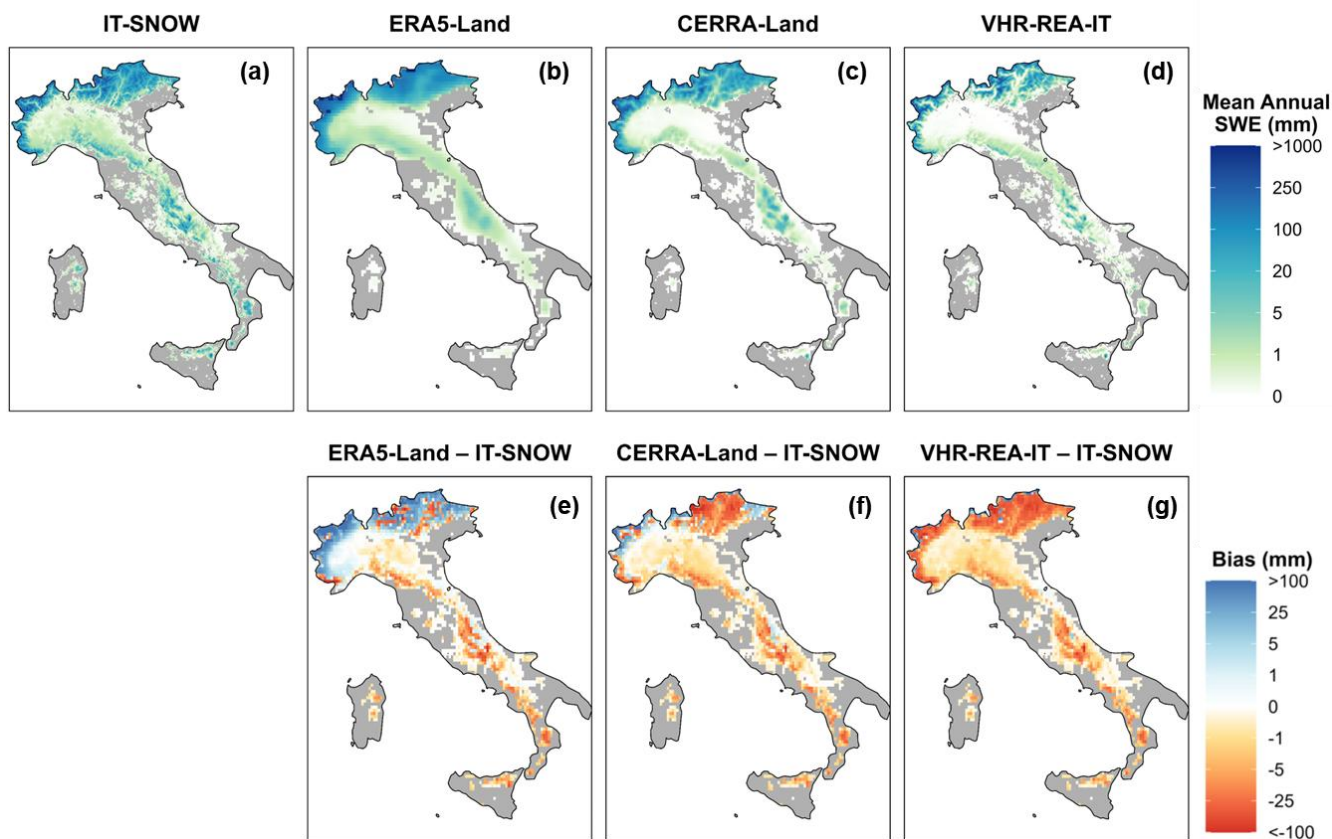 IT-SNOW
ERA5-Land
CERRA-Land
VHR-REA-IT
(a)
(b)
(c)
(d)
Mean Annual
SWE (mm)
>1000
250
100
20
5
1
0
ERA5-Land – IT-SNOW
CERRA-Land – IT-SNOW
VHR-REA-IT – IT-SNOW
(e)
(f)
(g)
Bias (mm)
>100
25
5
1
0
-1
-5
-25
<-100